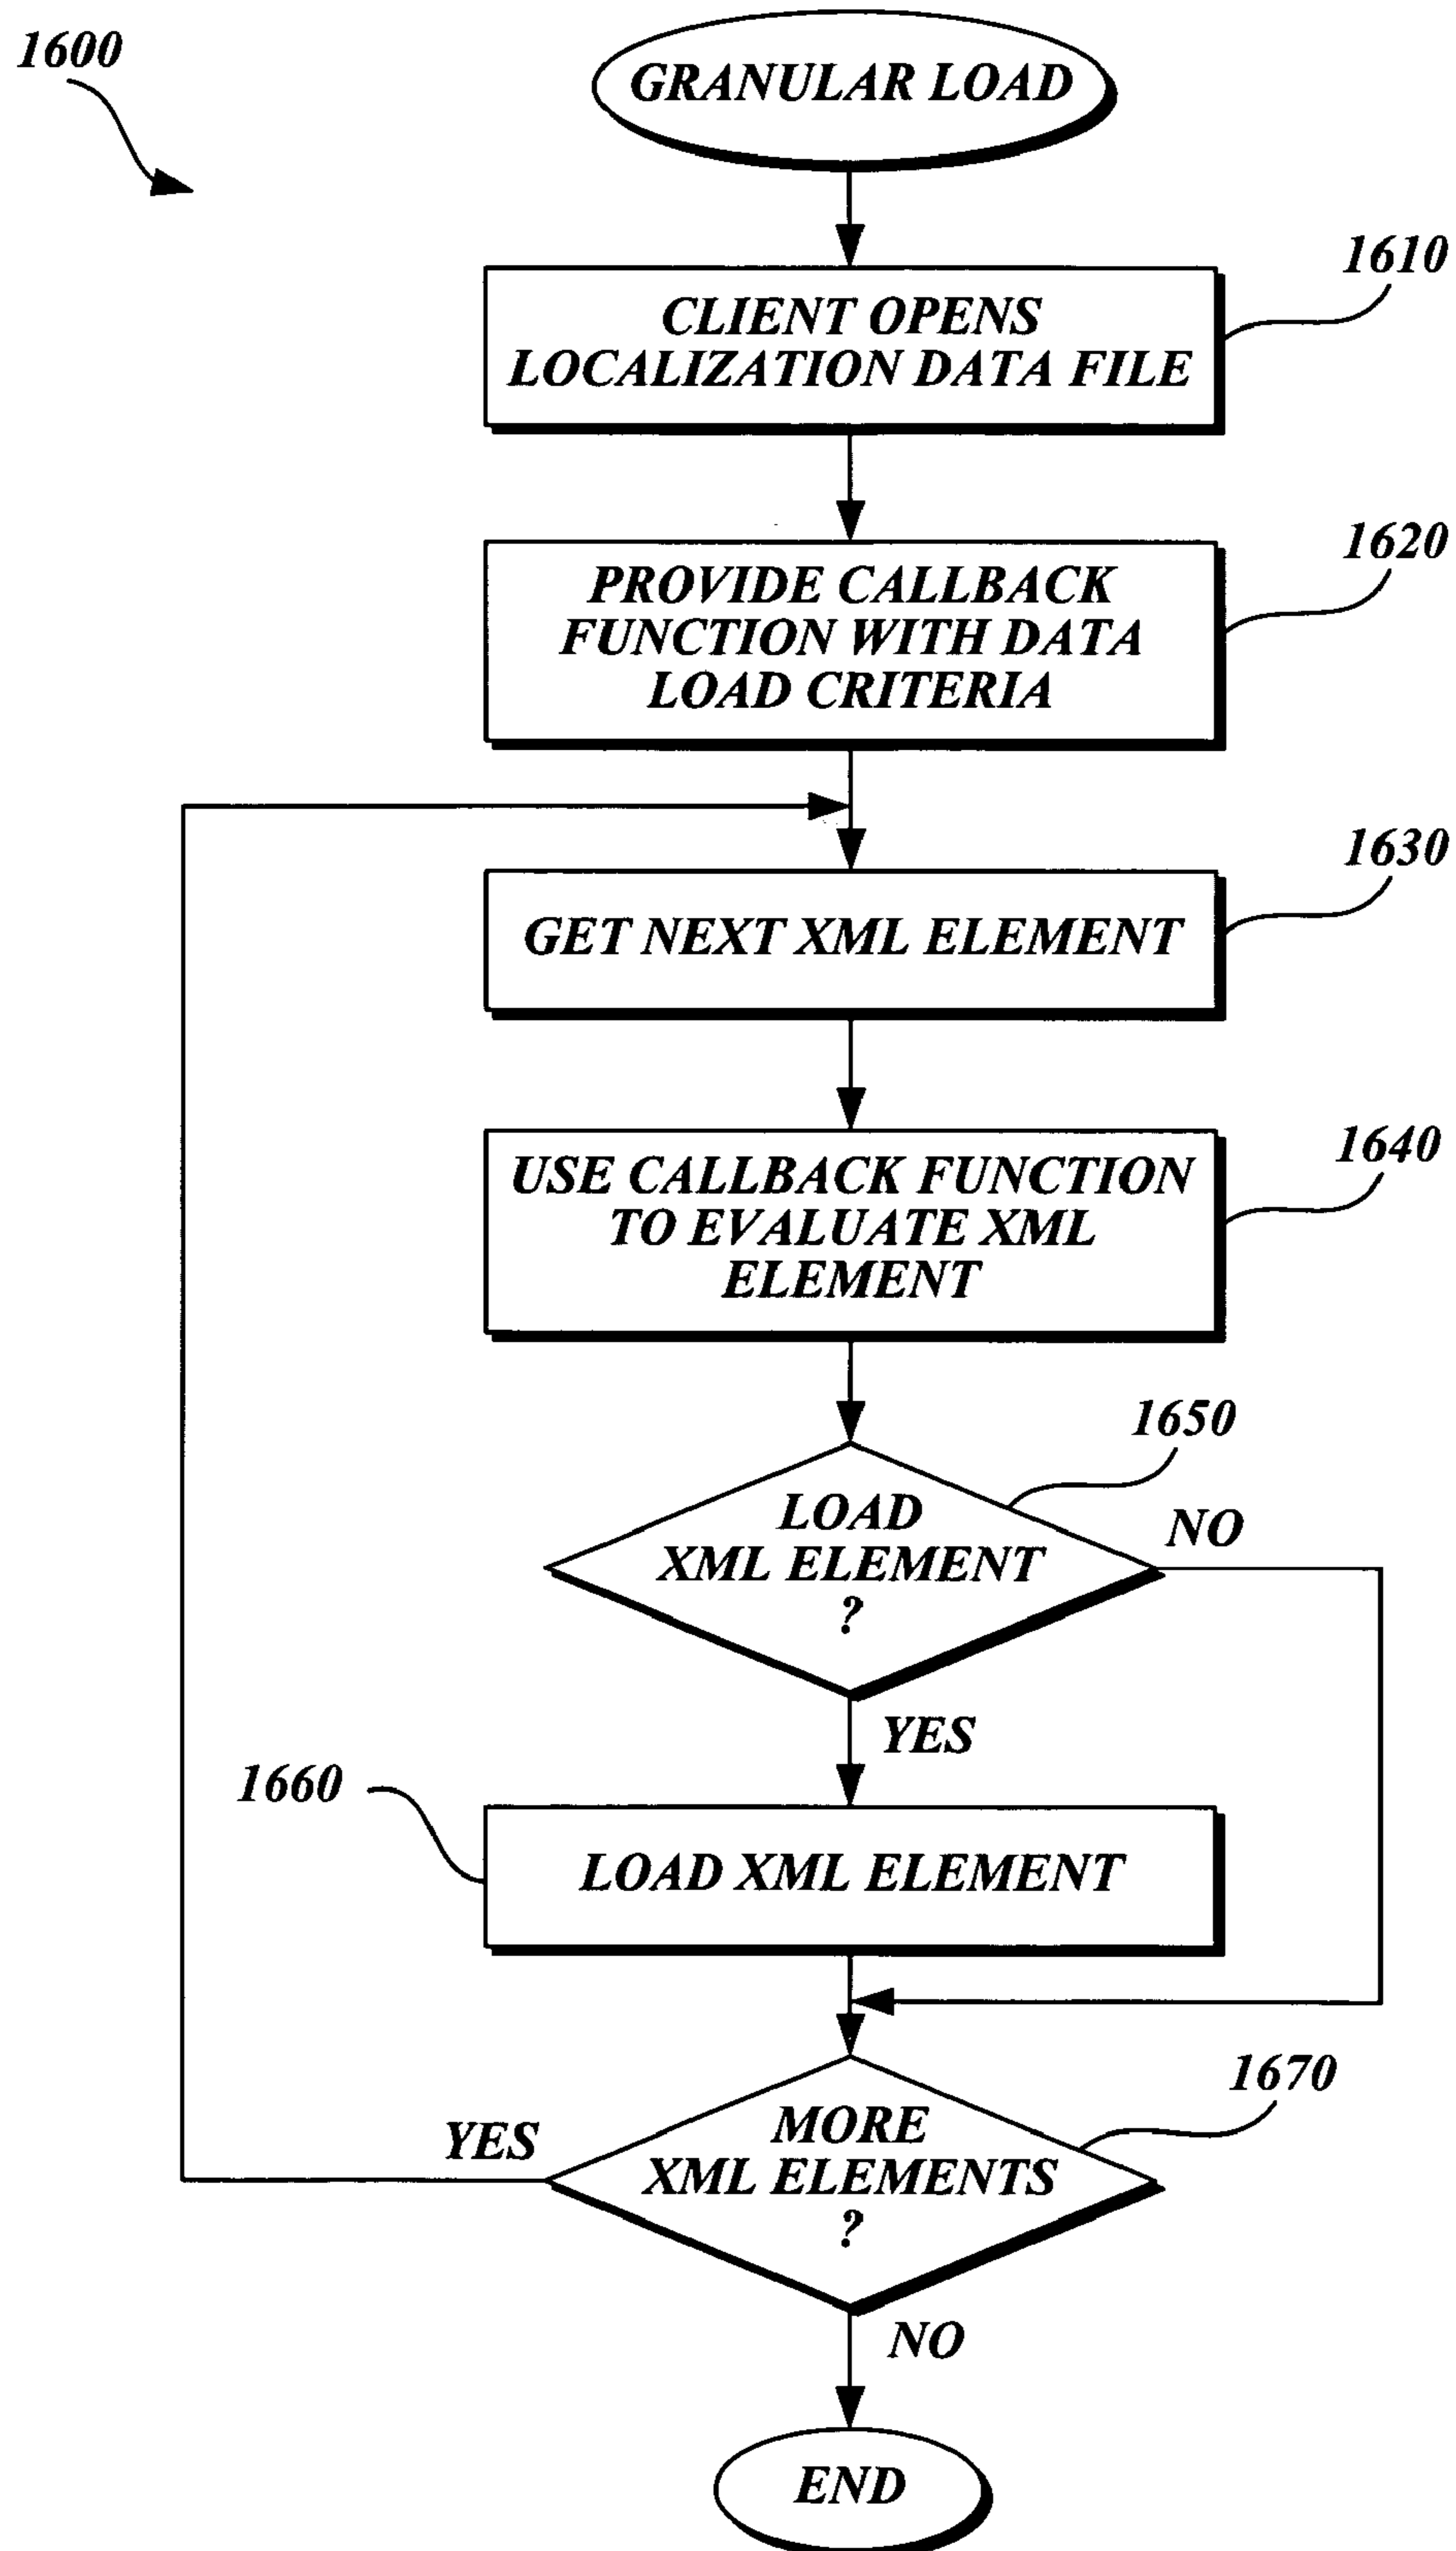 1600
GRANULAR LOAD
1610
CLIENT OPENS
LOCALIZATION DATA FILE
1620
PROVIDE CALLBACK
FUNCTION WITH DATA
LOAD CRITERIA
1630
GET NEXT XML ELEMENT
1640
USE CALLBACK FUNCTION
TO EVALUATE XML
ELEMENT
1650
LOAD
XML ELEMENT
?
NO
YES
1660
LOAD XML ELEMENT
1670
MORE
XML ELEMENTS
?
YES
NO
END